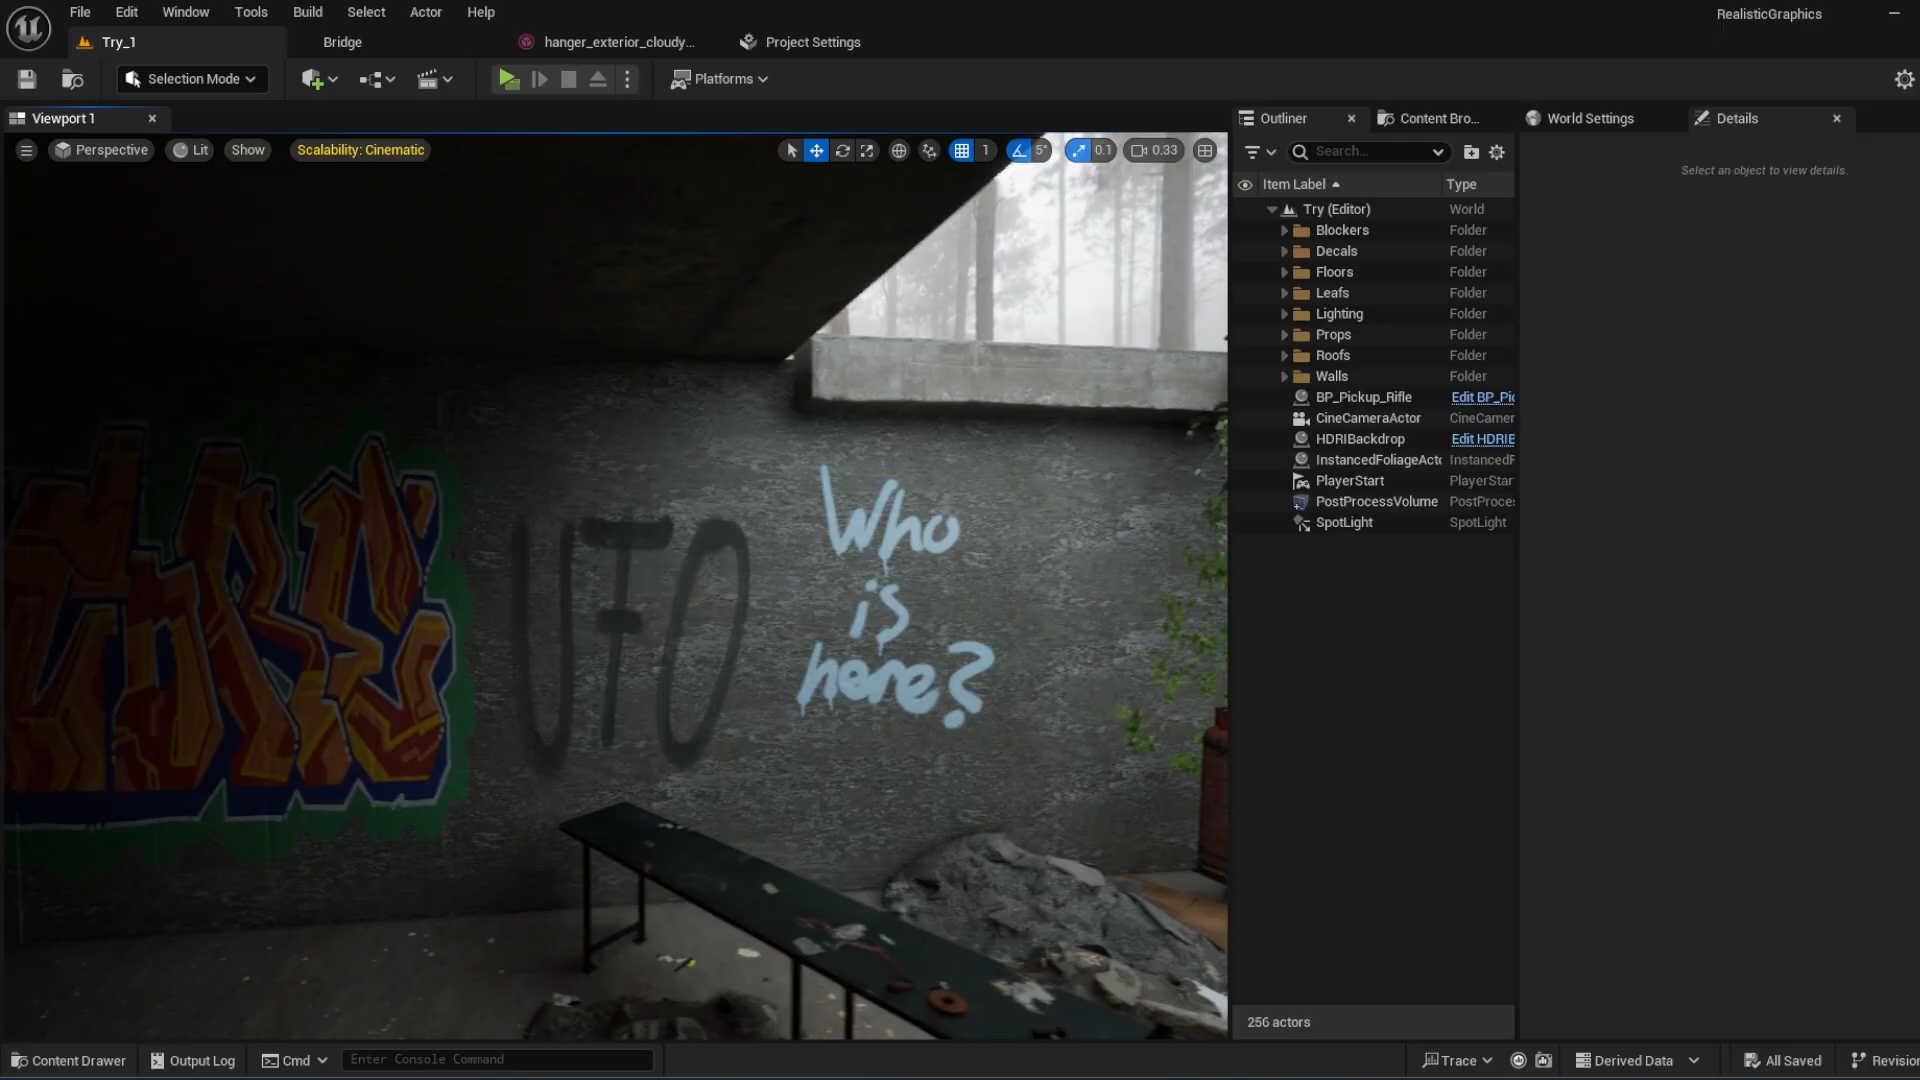 File Edit Window Tools Build Select Actor Help
RealisticGraphics
Try_1 Bridge hanger_exterior_cloudy... Project Settings
Selection Mode Platforms
Viewport 1
Perspective Lit Show Scalability: Cinematic 1 5° 0.1 0.33
UFO
Who
is
here?
Outliner Content Bro... World Settings Details
Search...
Select an object to view details.
Item Label Type
Try (Editor) World
Blockers Folder
Decals Folder
Floors Folder
Leafs Folder
Lighting Folder
Props Folder
Roofs Folder
Walls Folder
BP_Pickup_Rifle Edit BP_Pic
CineCameraActor CineCamer
HDRIBackdrop Edit HDRIB
InstancedFoliageActo InstancedF
PlayerStart PlayerStar
PostProcessVolume PostProces
SpotLight SpotLight
256 actors
Content Drawer Output Log Cmd Enter Console Command Trace Derived Data All Saved Revision